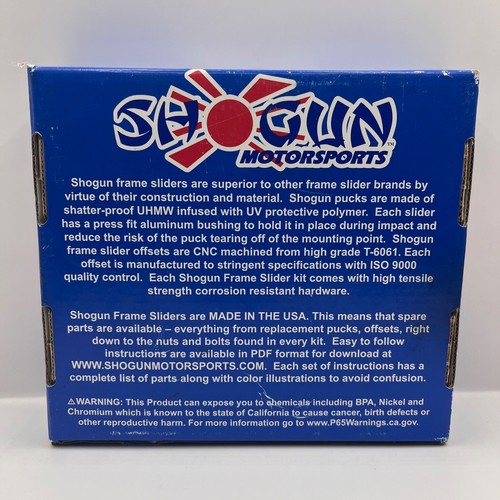 SHOGUN
MOTORSPORTS™
Shogun frame sliders are superior to other frame slider brands by
virtue of their construction and material. Shogun pucks are made of
shatter-proof UHMW infused with UV protective polymer. Each slider
has a press fit aluminum bushing to hold it in place during impact and
reduce the risk of the puck tearing off of the mounting point. Shogun
frame slider offsets are CNC machined from high grade T-6061. Each
offset is manufactured to stringent specifications with ISO 9000
quality control. Each Shogun Frame Slider kit comes with high tensile
strength corrosion resistant hardware.
Shogun Frame Sliders are MADE IN THE USA. This means that spare
parts are available – everything from replacement pucks, offsets, right
down to the nuts and bolts found in every kit. Easy to follow
instructions are available in PDF format for download at
WWW.SHOGUNMOTORSPORTS.COM. Each set of instructions has a
complete list of parts along with color illustrations to avoid confusion.
⚠WARNING: This Product can expose you to chemicals including BPA, Nickel and
Chromium which is known to the state of California to cause cancer, birth defects or
other reproductive harm. For more information go to www.P65Warnings.ca.gov.